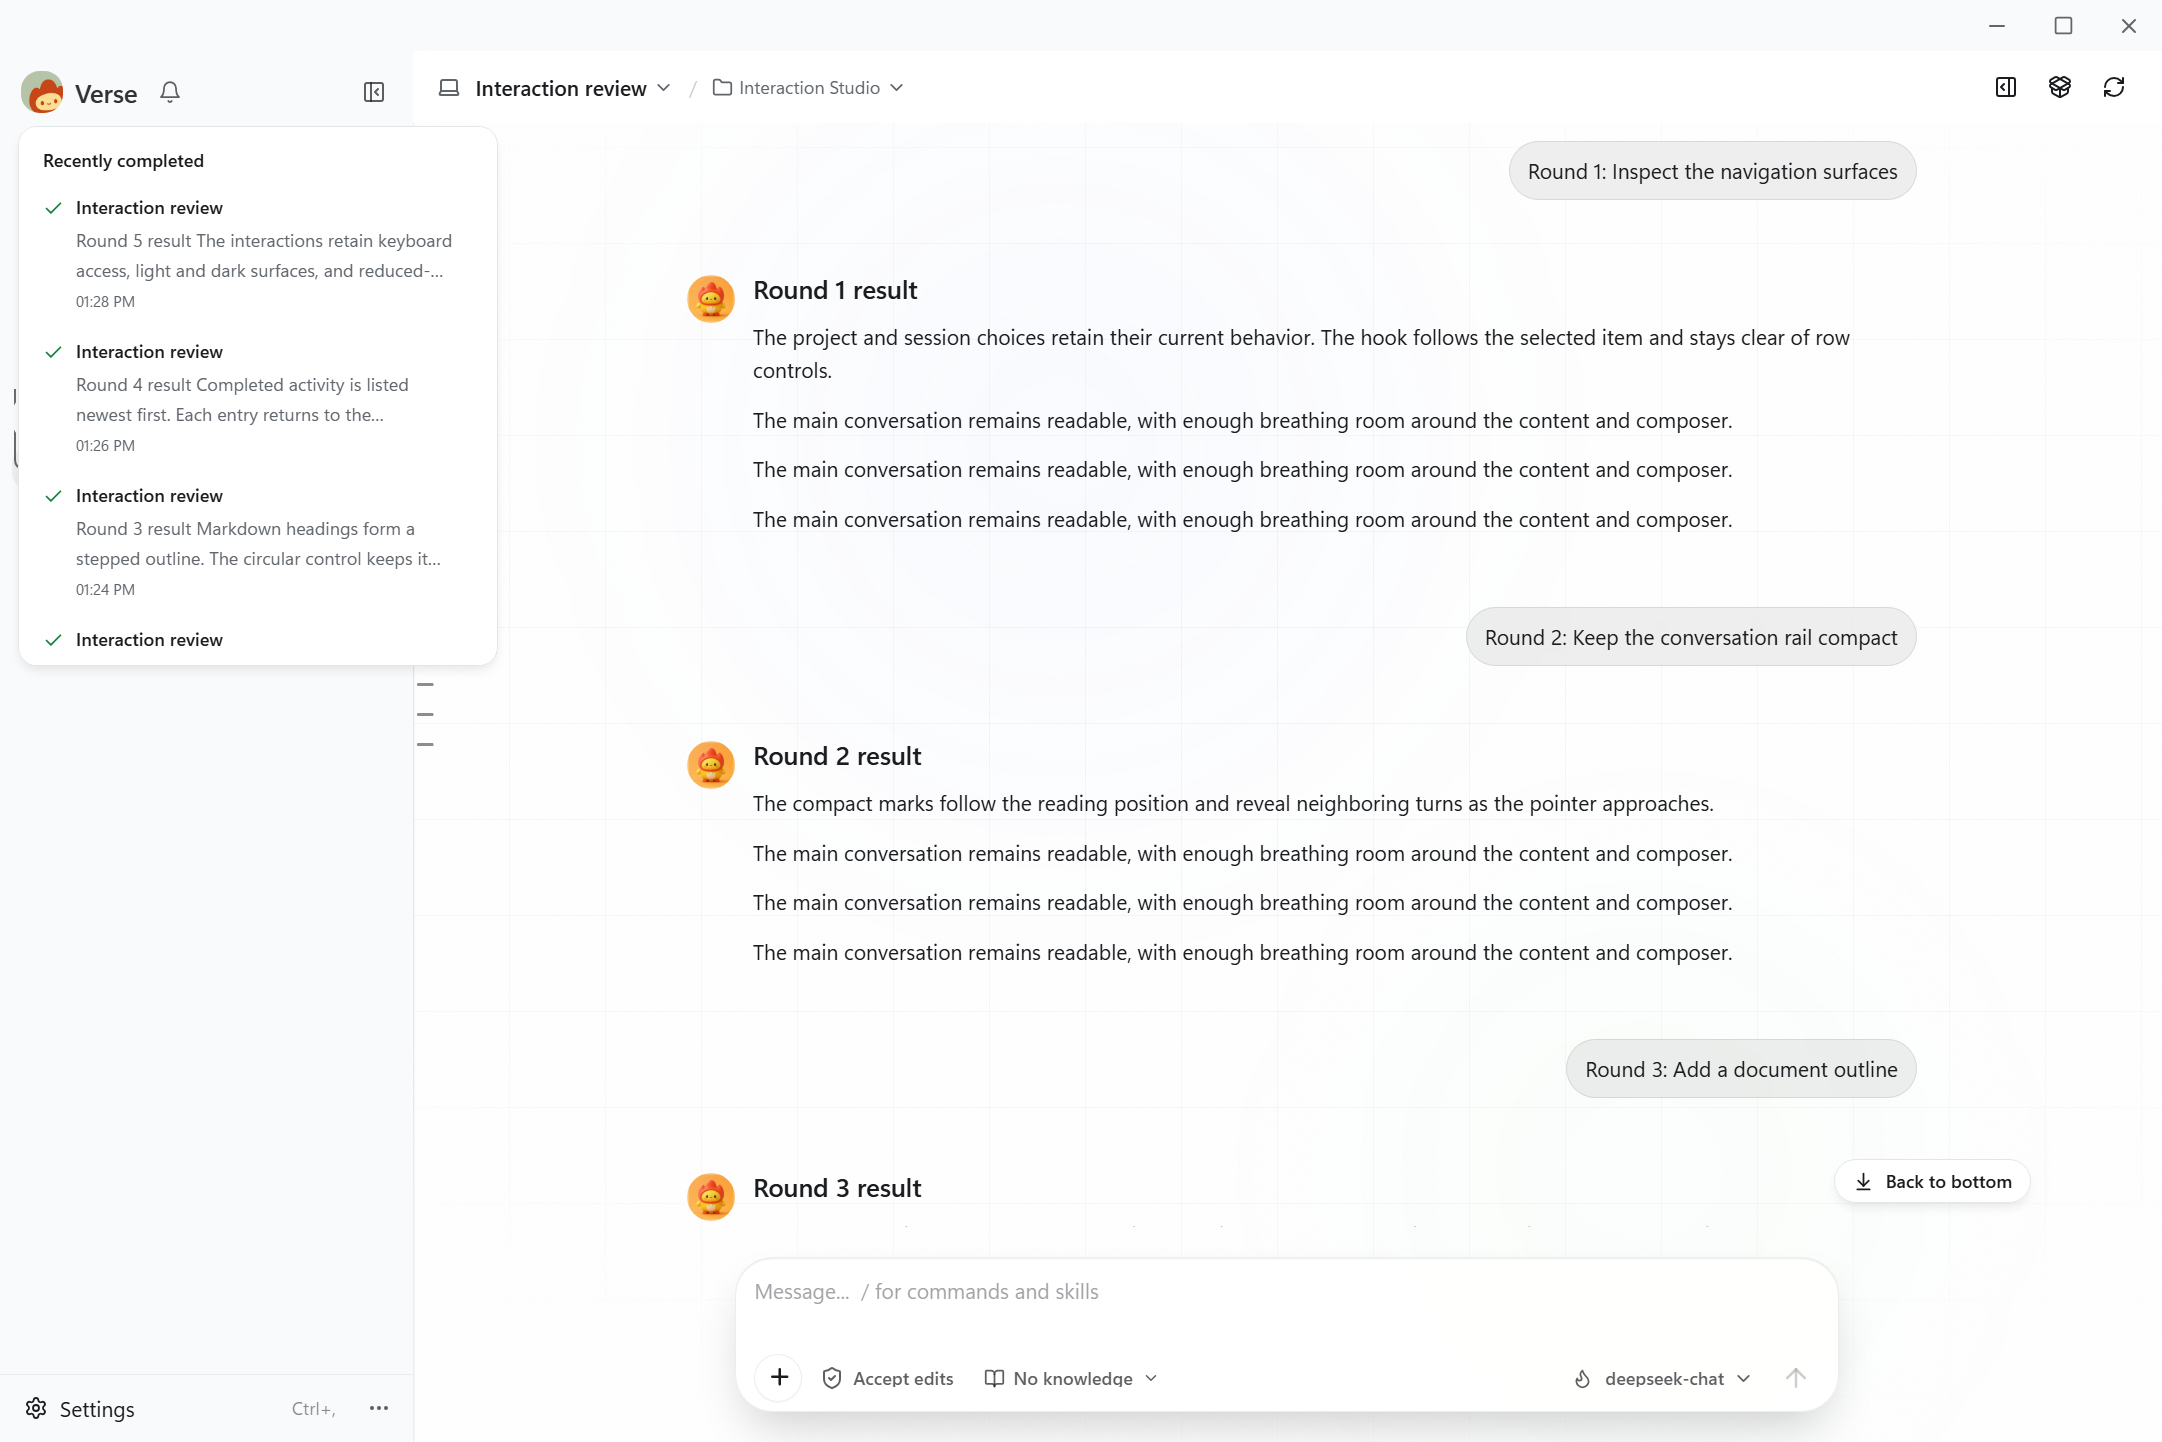 Verse
Interaction review
/
Interaction Studio
Recently completed
Interaction review
Round 5 result The interactions retain keyboard
access, light and dark surfaces, and reduced-...
01:28 PM
Interaction review
Round 4 result Completed activity is listed
newest first. Each entry returns to the...
01:26 PM
Interaction review
Round 3 result Markdown headings form a
stepped outline. The circular control keeps it...
01:24 PM
Interaction review
Settings
Ctrl+,
Round 1: Inspect the navigation surfaces
Round 1 result
The project and session choices retain their current behavior. The hook follows the selected item and stays clear of row
controls.
The main conversation remains readable, with enough breathing room around the content and composer.
The main conversation remains readable, with enough breathing room around the content and composer.
The main conversation remains readable, with enough breathing room around the content and composer.
Round 2: Keep the conversation rail compact
Round 2 result
The compact marks follow the reading position and reveal neighboring turns as the pointer approaches.
The main conversation remains readable, with enough breathing room around the content and composer.
The main conversation remains readable, with enough breathing room around the content and composer.
The main conversation remains readable, with enough breathing room around the content and composer.
Round 3: Add a document outline
Round 3 result
Back to bottom
Message... / for commands and skills
Accept edits
No knowledge
deepseek-chat